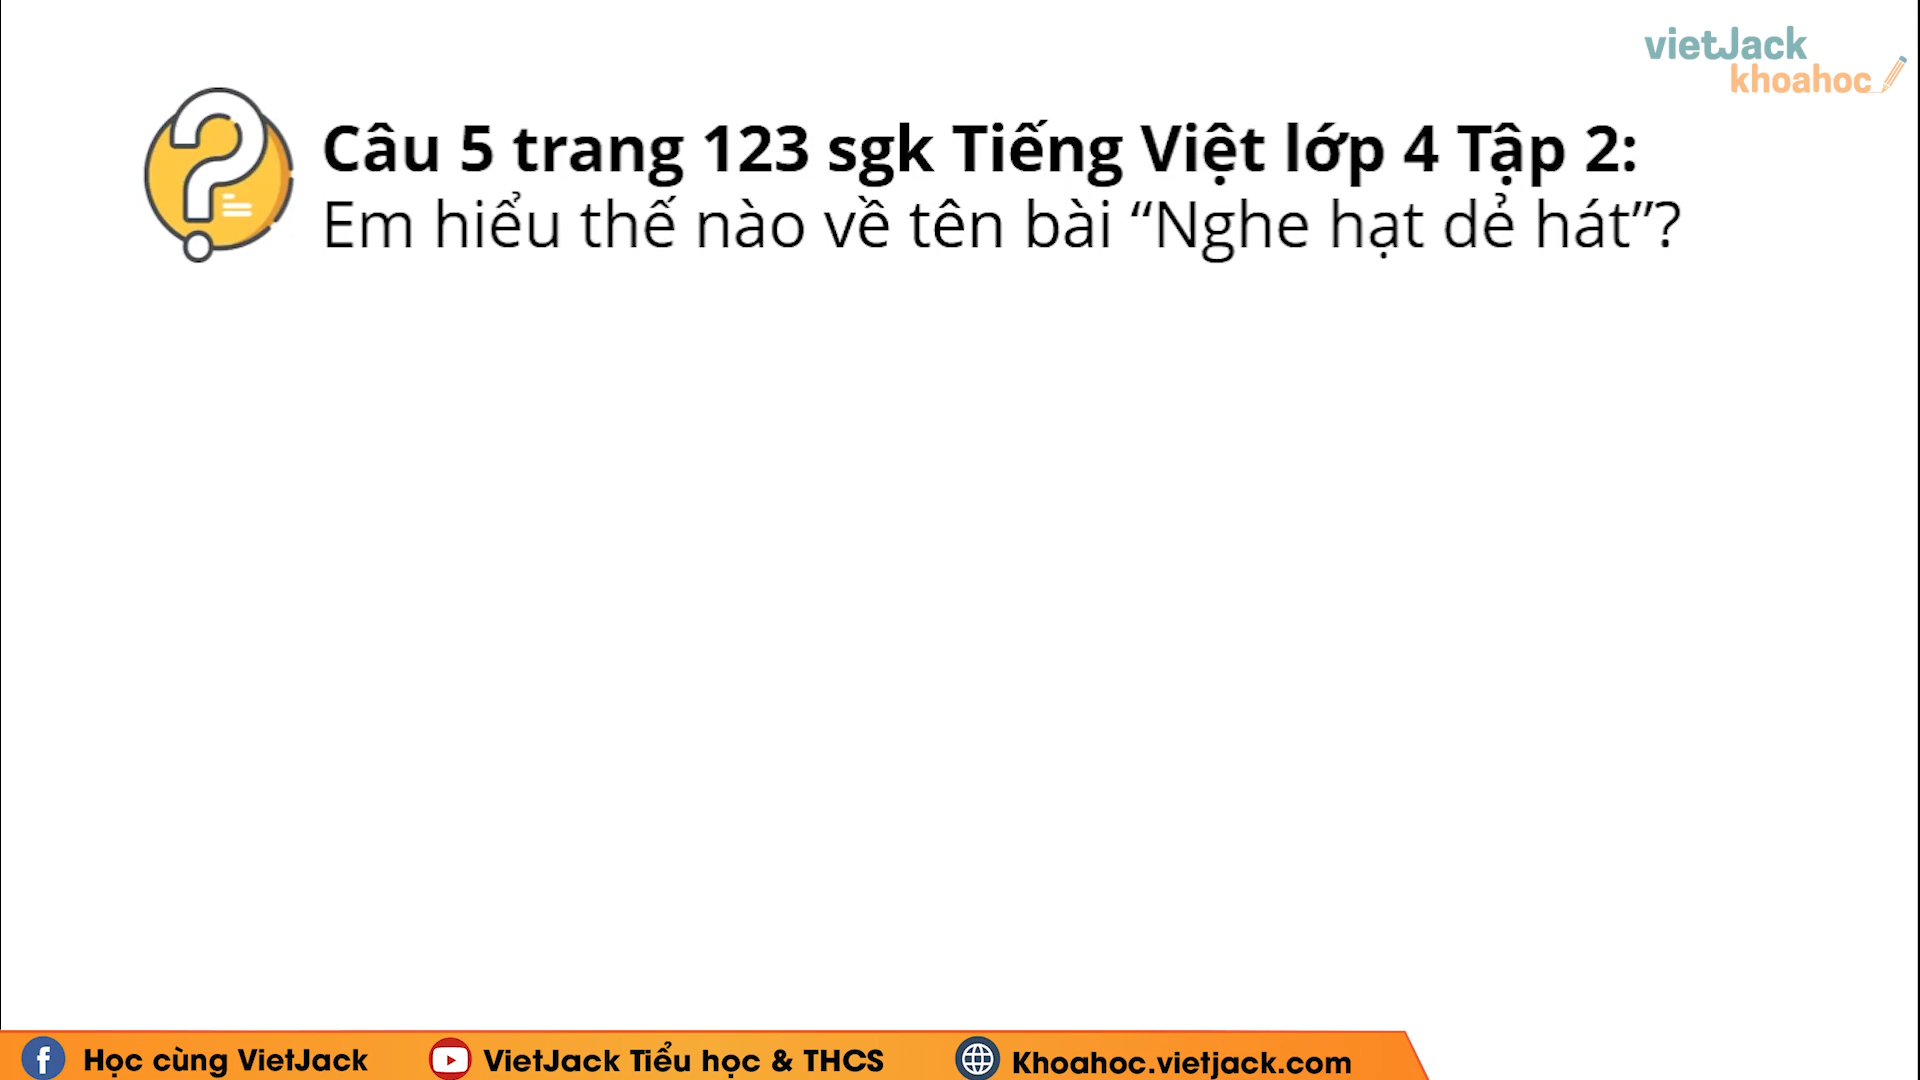 vietJack
khoahoc
Câu 5 trang 123 sgk Tiếng Việt lớp 4 Tập 2:
Em hiểu thế nào về tên bài “Nghe hạt dẻ hát”?
Học cùng VietJack
VietJack Tiểu học & THCS
Khoahoc.vietjack.com